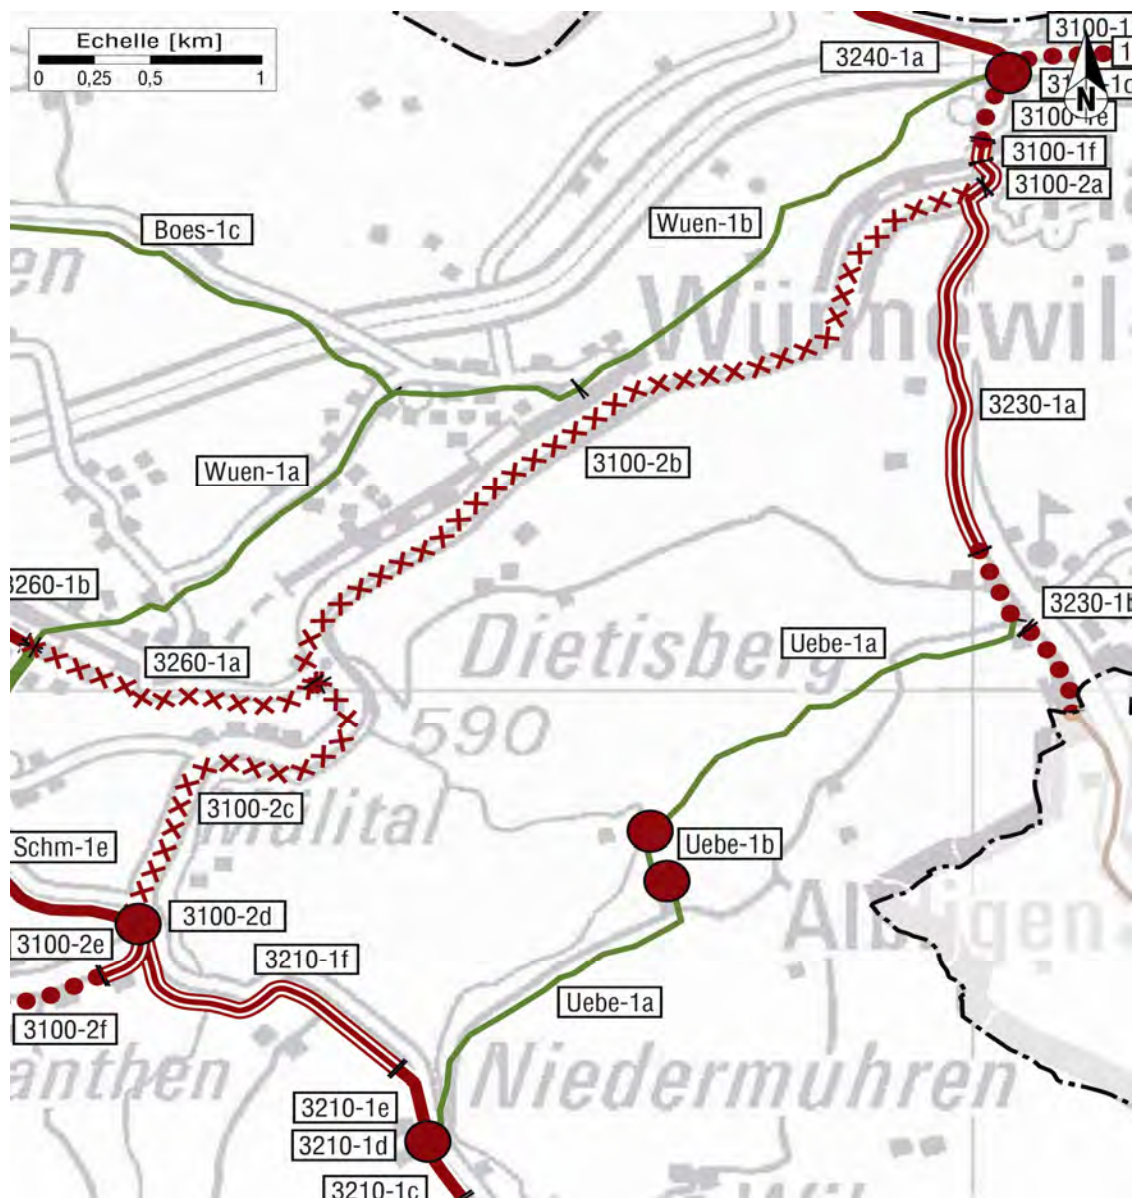 Echelle [km]
0 0,25 0,5 1
3240-1a
3100-1f
3100-2a
Boes-1c
Wuen-1b
Wünnewil-
3230-1a
Wuen-1a
3100-2b
3260-1b
3230-1b
3260-1a
Dietisberg
Uebe-1a
590
3100-2c
Mülital
Schm-1e
Uebe-1b
3100-2d
3100-2e
3210-1f
Uebe-1a
3100-2f
Niedermuhren
3210-1e
3210-1d
3210-1c
N